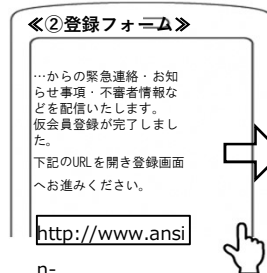 ≪②登録フォーム≫
…からの緊急連絡・お知
らせ事項・不審者情報な
どを配信いたします。
仮会員登録が完了しまし
た。
下記のURLを開き登録画面
へお進みください。
http://www.ansi
n-